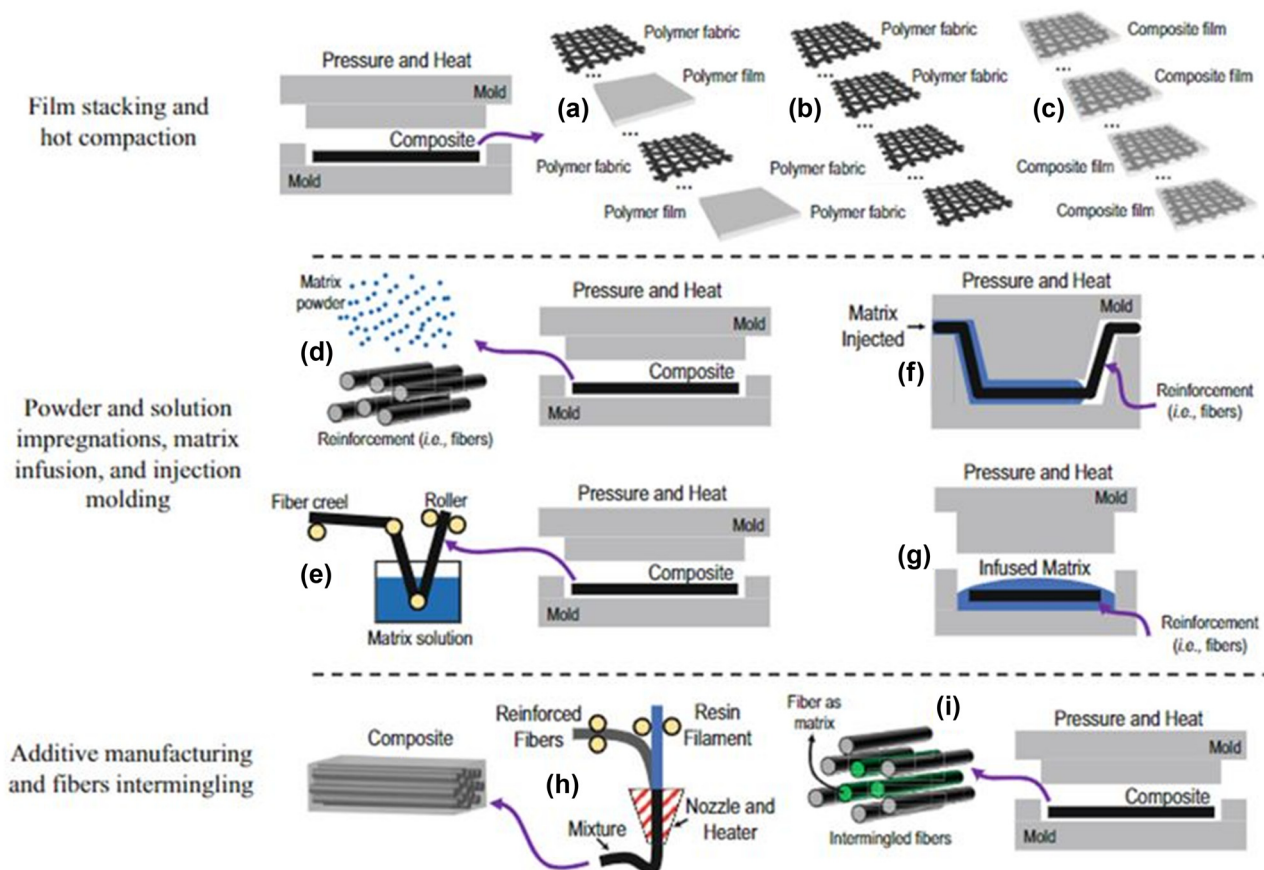 Film stacking and
hot compaction
Pressure and Heat
Mold
Composite
Mold
(a)
Polymer fabric
...
Polymer film
...
Polymer fabric
...
Polymer film
(b)
Polymer fabric
...
Polymer fabric
...
Polymer fabric
...
Polymer fabric
(c)
Composite film
...
Composite film
...
Composite film
...
Composite film
Powder and solution
impregnations, matrix
infusion, and injection
molding
(d)
Matrix
powder
Reinforcement (i.e., fibers)
Pressure and Heat
Mold
Composite
Mold
(f)
Pressure and Heat
Mold
Matrix
Injected
Reinforcement
(i.e., fibers)
(e)
Fiber creel
Roller
Matrix solution
Pressure and Heat
Mold
Composite
Mold
(g)
Pressure and Heat
Mold
Infused Matrix
Reinforcement
(i.e., fibers)
Additive manufacturing
and fibers intermingling
Composite
(h)
Reinforced
Fibers
Resin
Filament
Nozzle and
Heater
Mixture
(i)
Fiber as
matrix
Intermingled fibers
Pressure and Heat
Mold
Composite
Mold